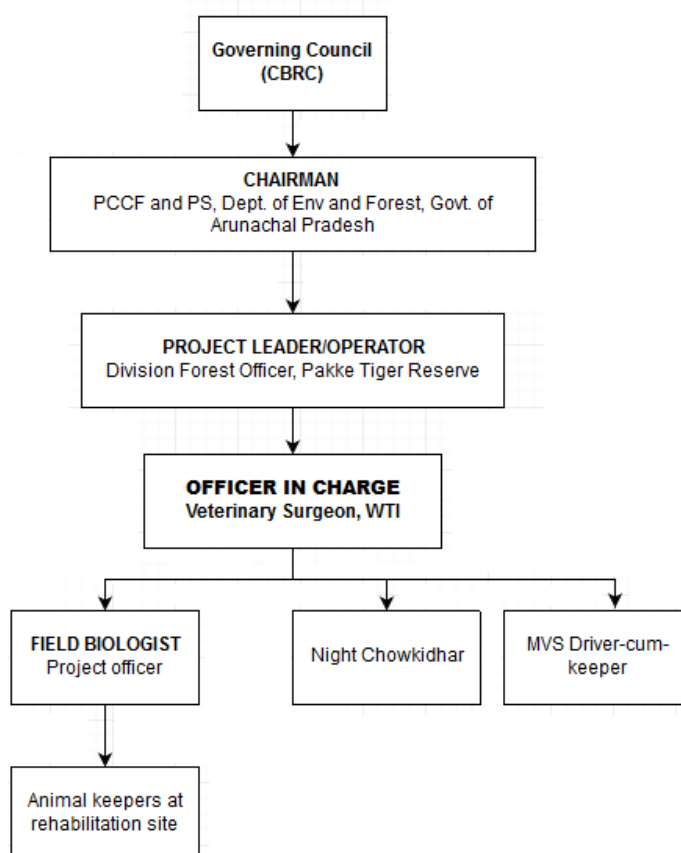 Governing Council
(CBRC)
CHAIRMAN
PCCF and PS, Dept. of Env and Forest, Govt. of
Arunachal Pradesh
PROJECT LEADER/OPERATOR
Division Forest Officer, Pakke Tiger Reserve
OFFICER IN CHARGE
Veterinary Surgeon, WTI
FIELD BIOLOGIST
Project officer
Night Chowkidhar
MVS Driver-cum-
keeper
Animal keepers at
rehabilitation site